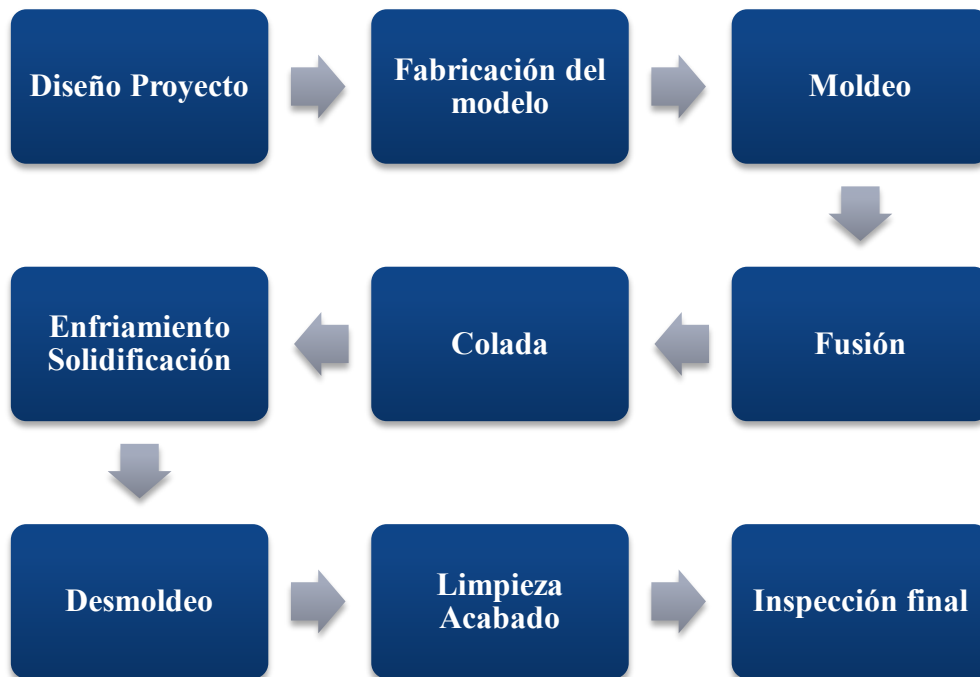 Diseño Proyecto
Fabricación del
modelo
Moldeo
Fusión
Colada
Enfriamiento
Solidificación
Desmoldeo
Limpieza
Acabado
Inspección final